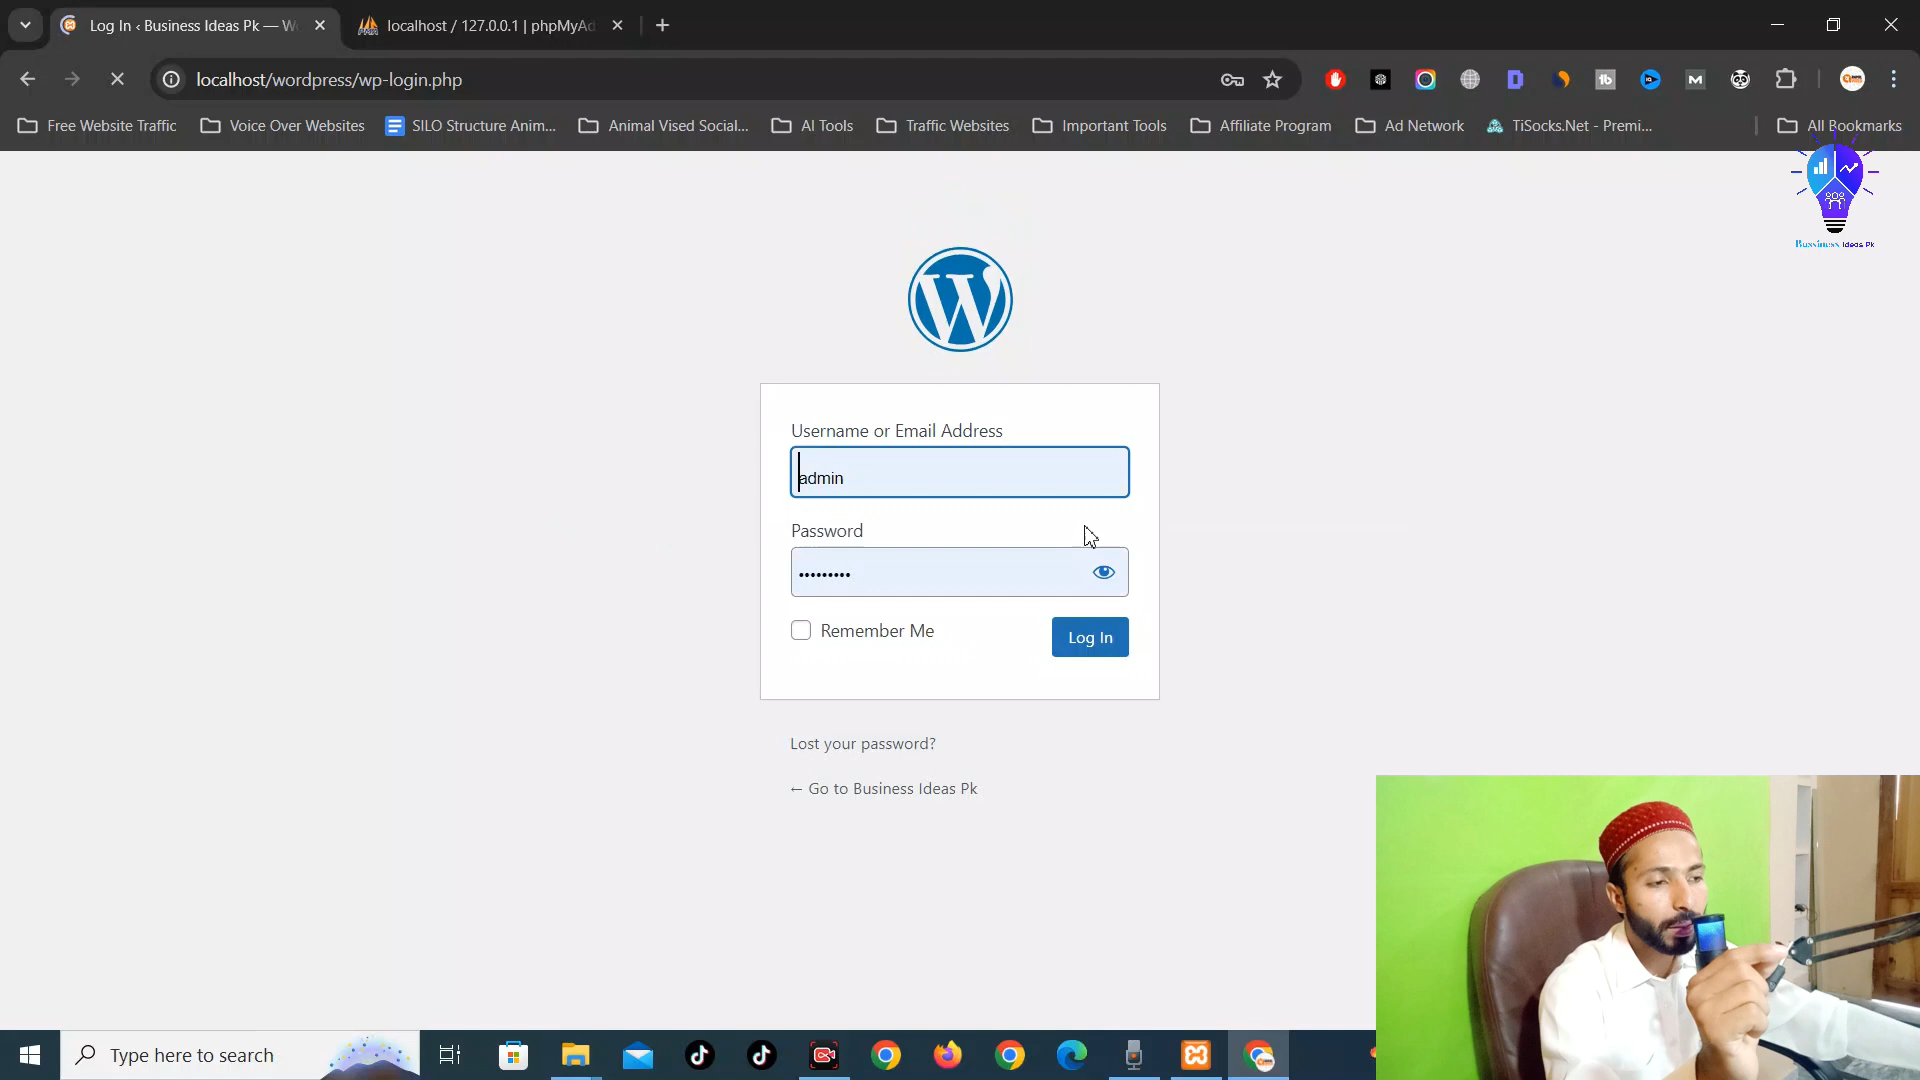 Log In ‹ Business Ideas Pk — W
localhost / 127.0.0.1 | phpMyAd
localhost/wordpress/wp-login.php
Free Website Traffic
Voice Over Websites
SILO Structure Anim...
Animal Vised Social...
AI Tools
Traffic Websites
Important Tools
Affiliate Program
Ad Network
TiSocks.Net - Premi...
All Bookmarks
Bussiness Ideas Pk
Username or Email Address
admin
Password
Remember Me
Log In
Lost your password?
← Go to Business Ideas Pk
Type here to search